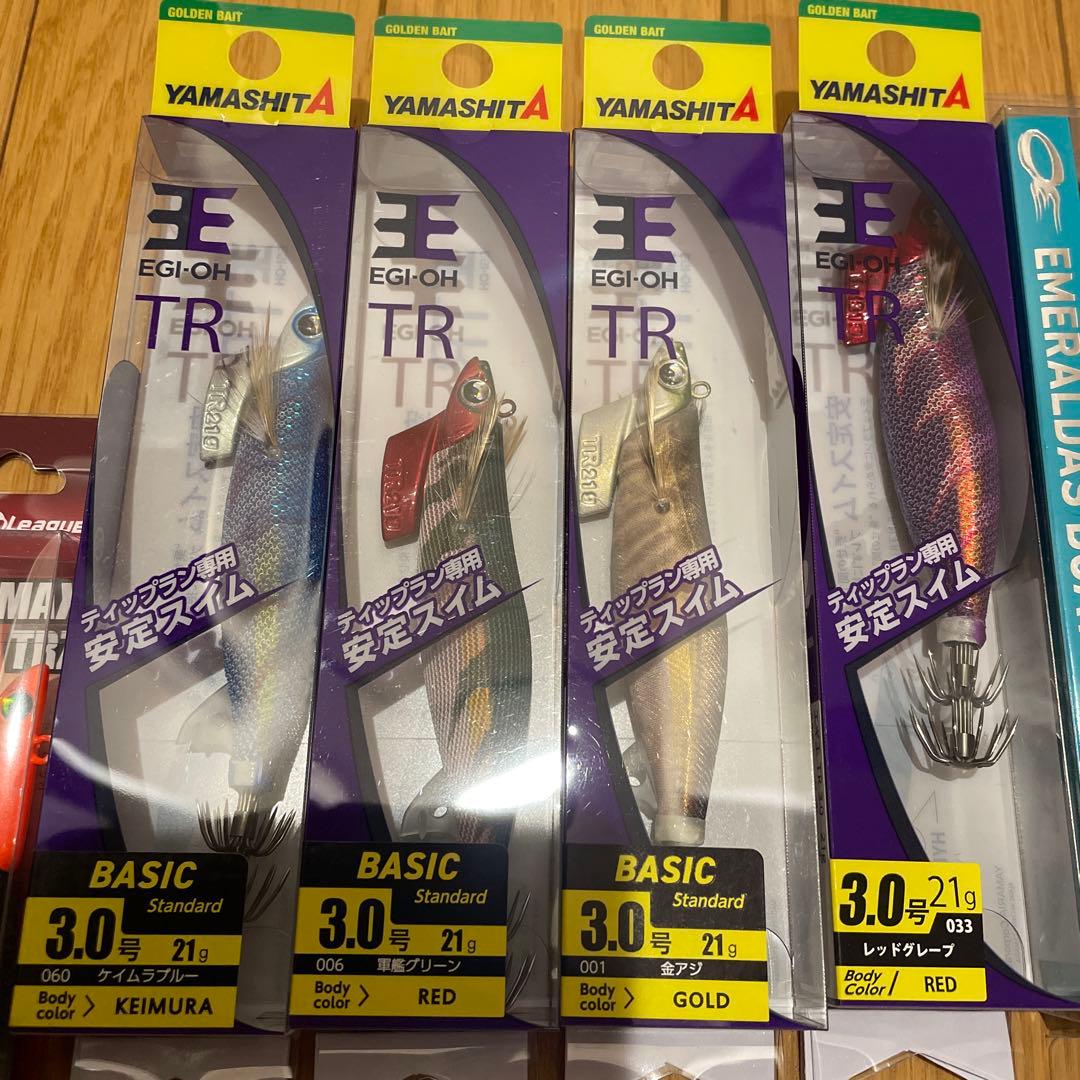 GOLDEN BAIT
YAMASHITA
EGI-OH
TR
TR21g
ティップラン専用
安定スイム
BASIC
Standard
3.0号 21g
060 ケイムラブルー
Body color > KEIMURA
GOLDEN BAIT
YAMASHITA
EGI-OH
TR
TR21g
ティップラン専用
安定スイム
BASIC
Standard
3.0号 21g
006 軍艦グリーン
Body color > RED
GOLDEN BAIT
YAMASHITA
EGI-OH
TR
TR21g
ティップラン専用
安定スイム
BASIC
Standard
3.0号 21g
001 金アジ
Body color > GOLD
GOLDEN BAIT
YAMASHITA
EGI-OH
TR
ティップラン専用
安定スイム
3.0号 21g
033
レッドグレープ
Body Color / RED
EMERALDAS
League
MAX
TR